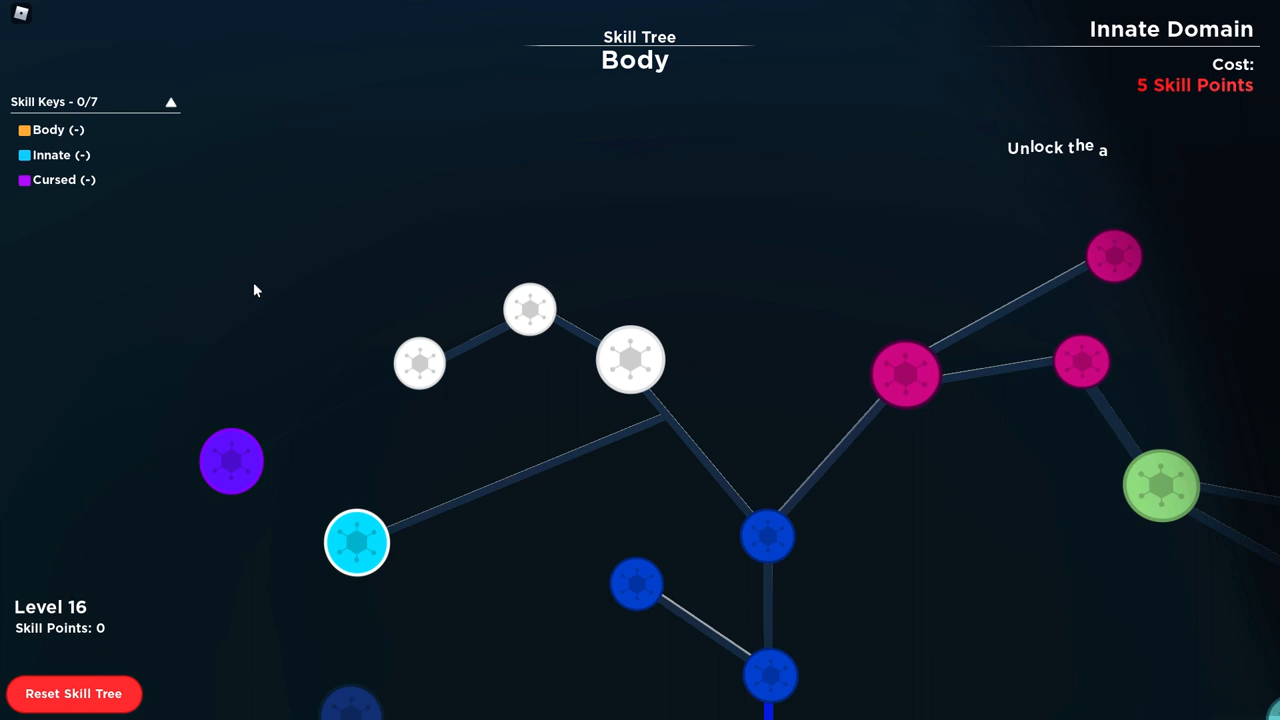 Skill Tree
Body
Innate Domain
Cost:
5 Skill Points
Unlock the a
Skill Keys - 0/7
Body (-)
Innate (-)
Cursed (-)
Level 16
Skill Points: 0
Reset Skill Tree